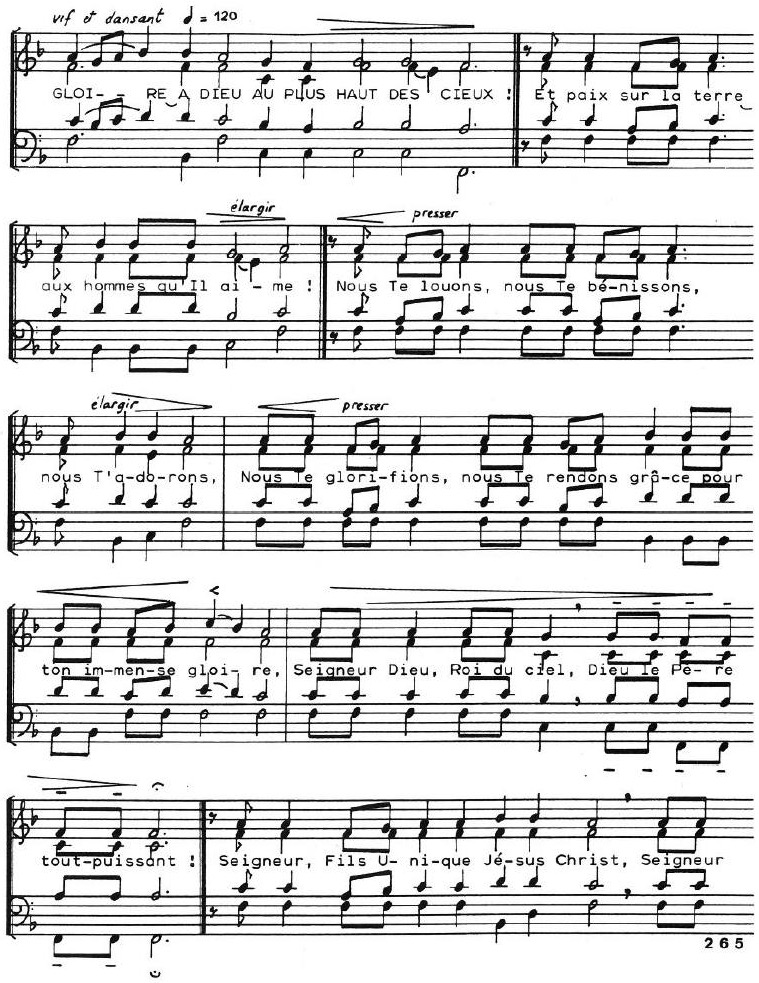 vif et dansant ♩ = 120
GLOI- - RE A DIEU AU PLUS HAUT DES CIEUX ! Et paix sur la terre
élargir presser
aux hommes qu'Il ai - me ! Nous Te louons, nous Te bé-nissons,
élargir presser
nous T'a-do-rons, Nous Te glori-fions, nous Te rendons grâ-ce pour
ton im-men-se gloi- re, Seigneur Dieu, Roi du ciel, Dieu le Pè- re
tout-puissant ! Seigneur, Fils U- ni-que Jé-sus Christ, Seigneur
265